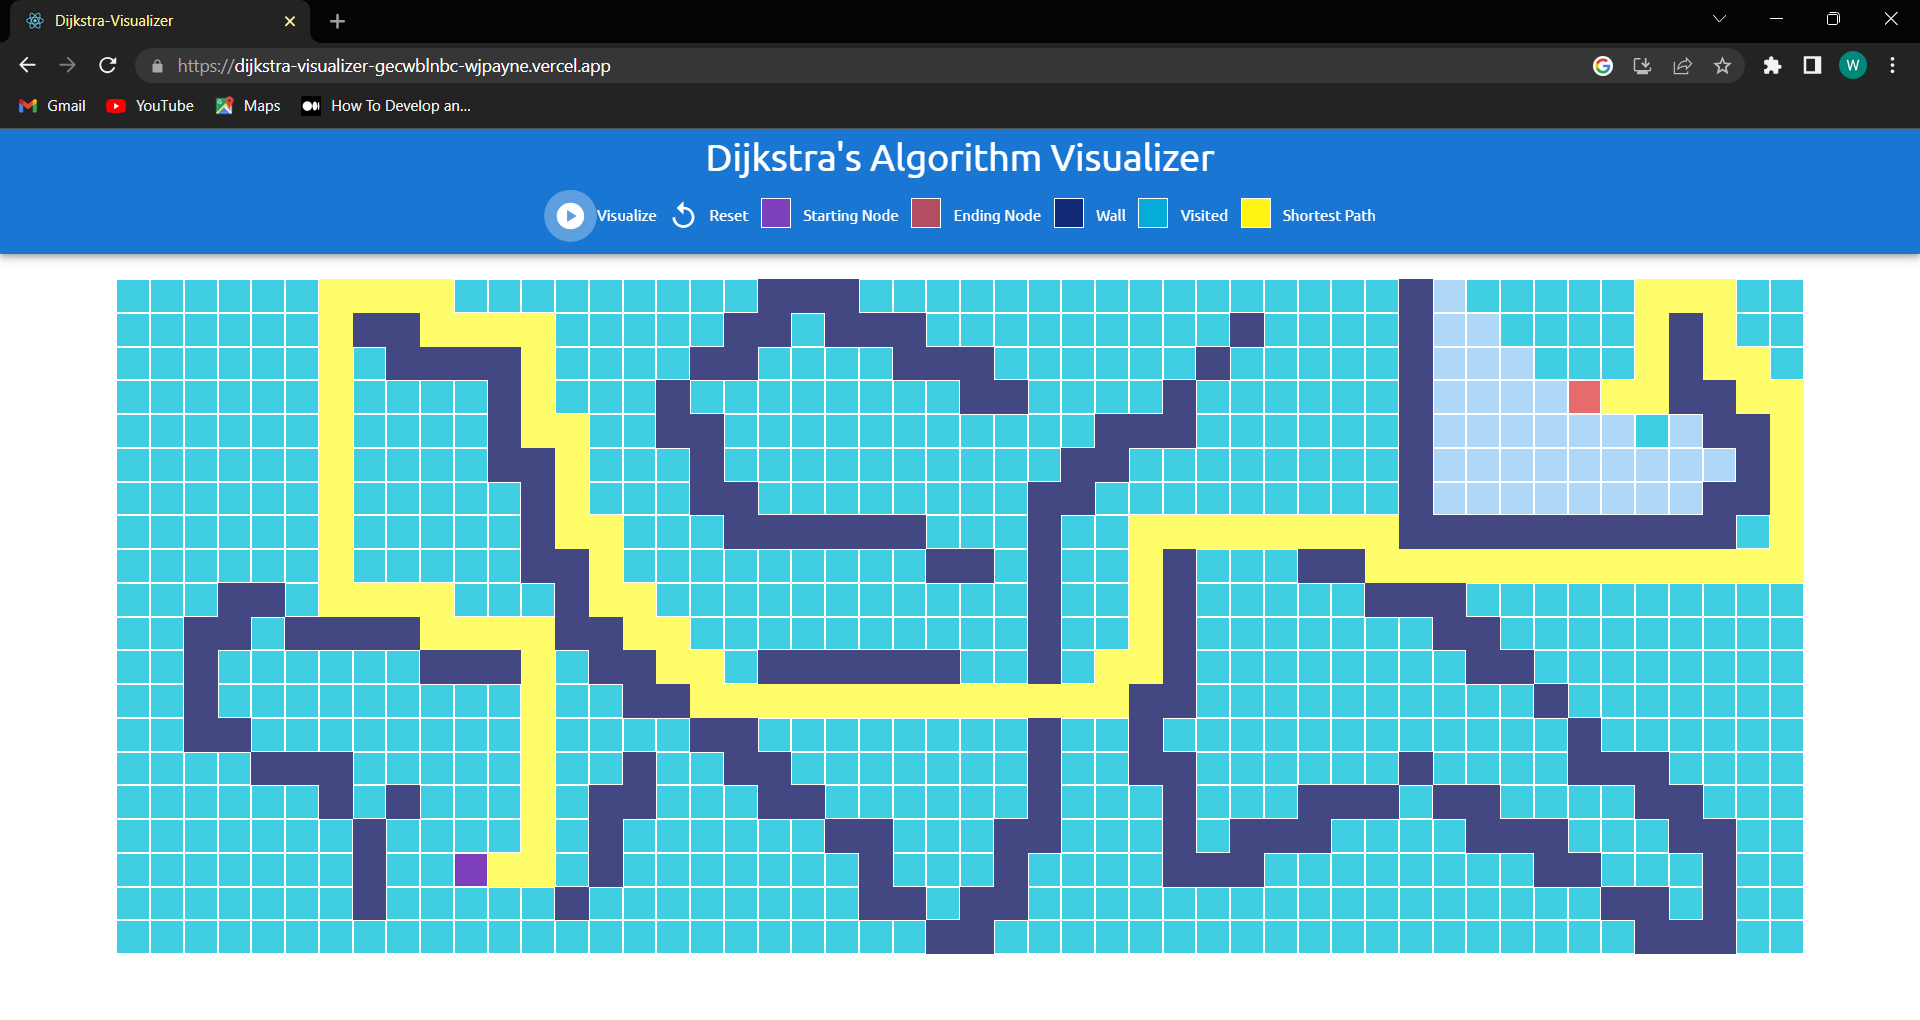 Dijkstra-Visualizer
https://dijkstra-visualizer-gecwblnbc-wjpayne.vercel.app
W
Gmail YouTube Maps How To Develop an...
Dijkstra's Algorithm Visualizer
Visualize Reset Starting Node Ending Node Wall Visited Shortest Path